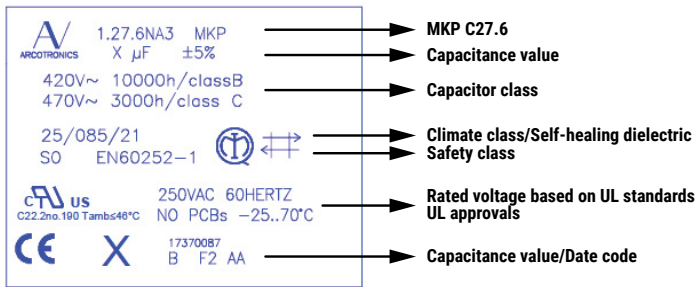 1.27.6NA3 MKP
ARCOTRONICS X µF ±5%
420V~ 10000h/classB
470V~ 3000h/class C
25/085/21
SO EN60252-1
c US 250VAC 60HERTZ
C22.2no.190 Tamb≤46°C NO PCBs -25..70°C
CE X 17370087
B F2 AA
MKP C27.6
Capacitance value
Capacitor class
Climate class/Self-healing dielectric
Safety class
Rated voltage based on UL standards
UL approvals
Capacitance value/Date code